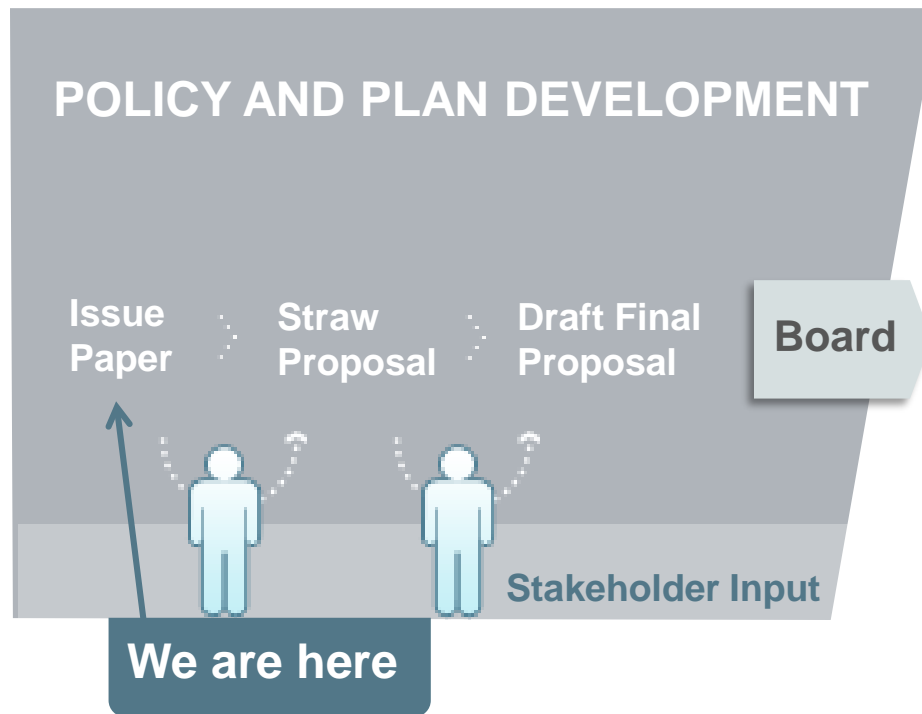 POLICY AND PLAN DEVELOPMENT
Issue
Paper
Straw
Proposal
Draft Final
Proposal
Board
Stakeholder Input
We are here